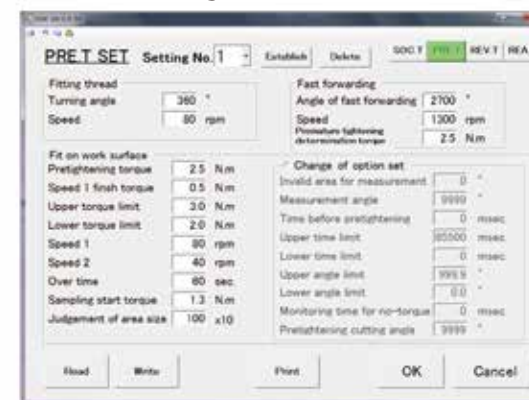 PRE.T SET Setting No. 1 Establish Delete SOC.T PRE.T REV.T REA
Fitting thread
Turning angle 360 °
Speed 80 rpm
Fast forwarding
Angle of fast forwarding 2700 °
Speed 1300 rpm
Premature tightening determination torque 2.5 N.m
Fit on work surface
Pretightening torque 2.5 N.m
Speed 1 finsh torque 0.5 N.m
Upper torque limit 3.0 N.m
Lower torque limit 2.0 N.m
Speed 1 80 rpm
Speed 2 40 rpm
Over time 60 sec
Sampling start torque 1.3 N.m
Judgement of area size 100 x10
Change of option set
Invalid area for measurement 0 °
Measurement angle 9999 °
Time before pretightening 0 msec
Upper time limit 65500 msec
Lower time limit 0 msec
Upper angle limit 999.9 °
Lower angle limit 0.0 °
Monitoring time for no-torque 0 msec
Pretightening cutting angle 9999 °
Read Write Print OK Cancel